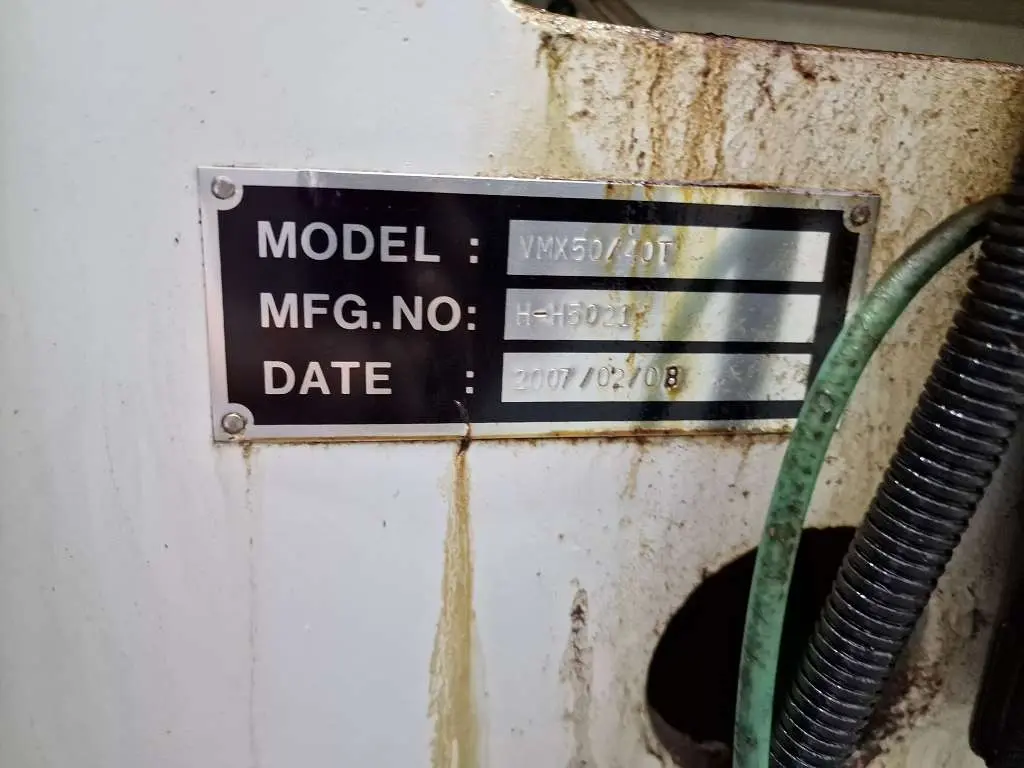 MODEL : VMX50/40T
MFG. NO: H-H5021
DATE : 2007/02/08